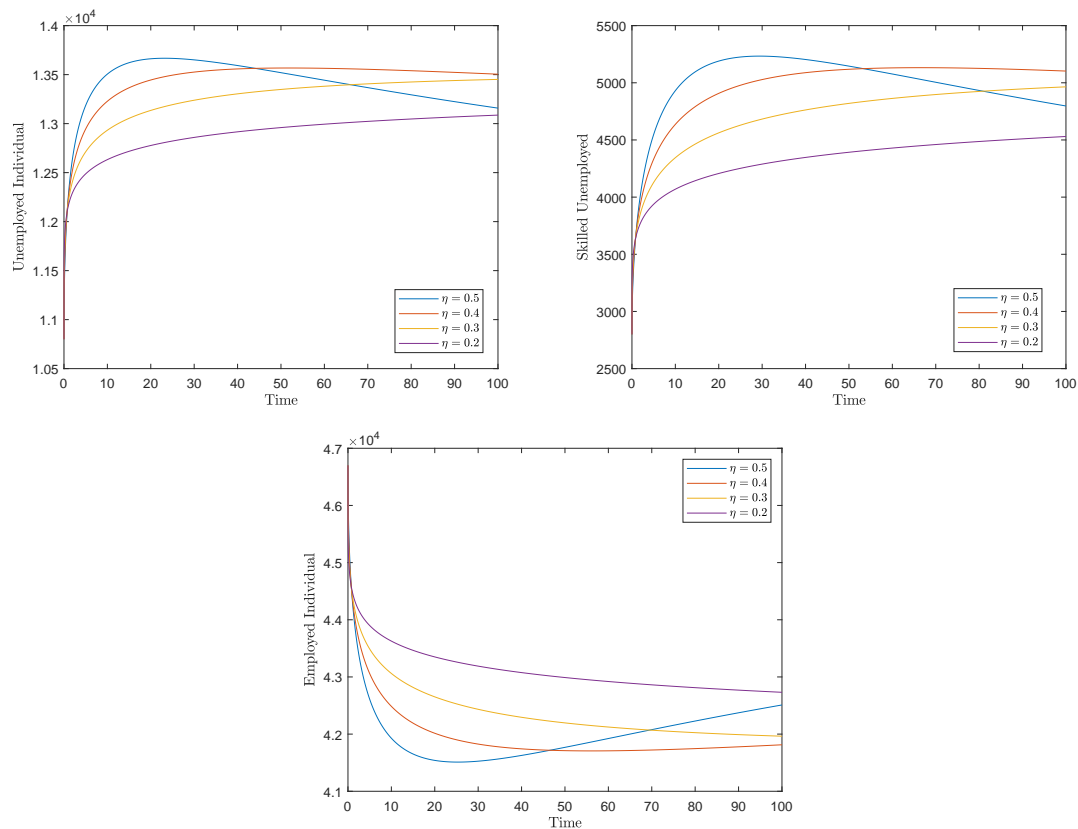 ×10⁴
1.4
1.35
1.3
1.25
1.2
1.15
1.1
1.05
0 10 20 30 40 50 60 70 80 90 100
Unemployed Individual
Time
η = 0.5
η = 0.4
η = 0.3
η = 0.2
5500
5000
4500
4000
3500
3000
2500
0 10 20 30 40 50 60 70 80 90 100
Skilled Unemployed
Time
η = 0.5
η = 0.4
η = 0.3
η = 0.2
×10⁴
4.7
4.6
4.5
4.4
4.3
4.2
4.1
0 10 20 30 40 50 60 70 80 90 100
Employed Individual
Time
η = 0.5
η = 0.4
η = 0.3
η = 0.2